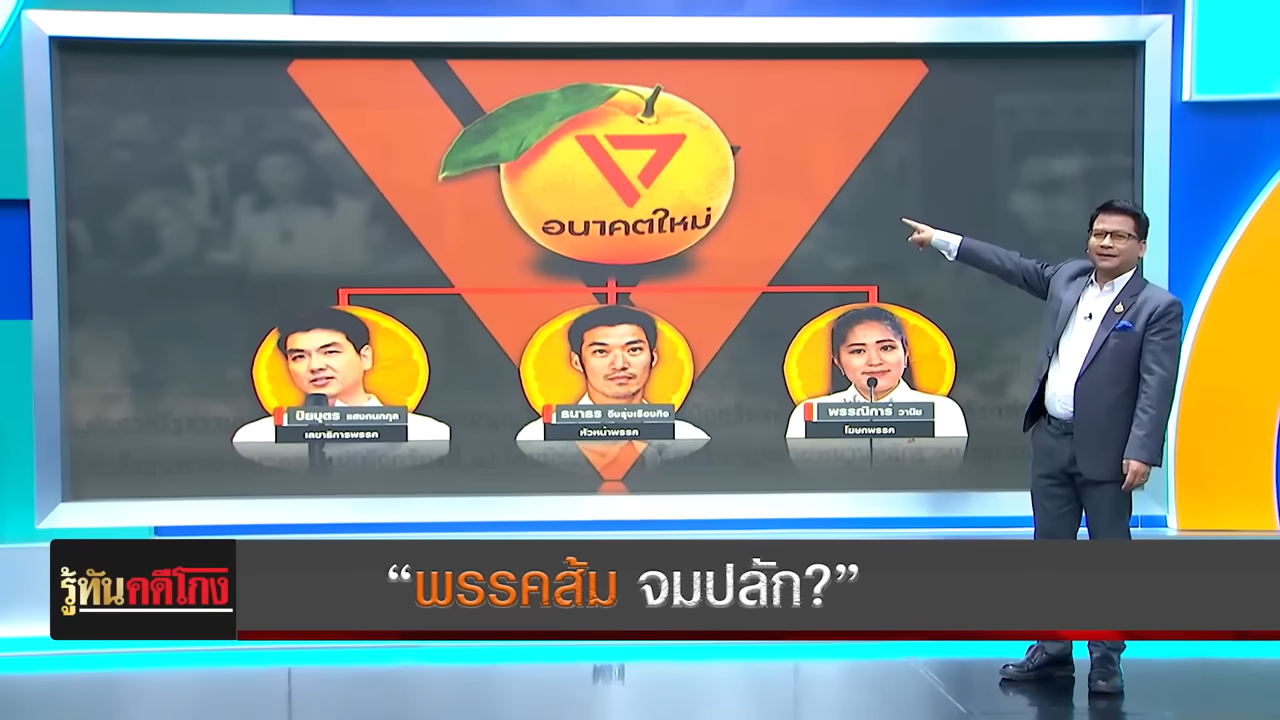 อนาคตใหม่
ปิยบุตร แสงกนกกุล
เลขาธิการพรรค
ธนาธร จึงรุ่งเรืองกิจ
หัวหน้าพรรค
พรรณิการ์ วานิช
โฆษกพรรค
รู้ทันคดีโกง
“พรรคส้ม จมปลัก?”